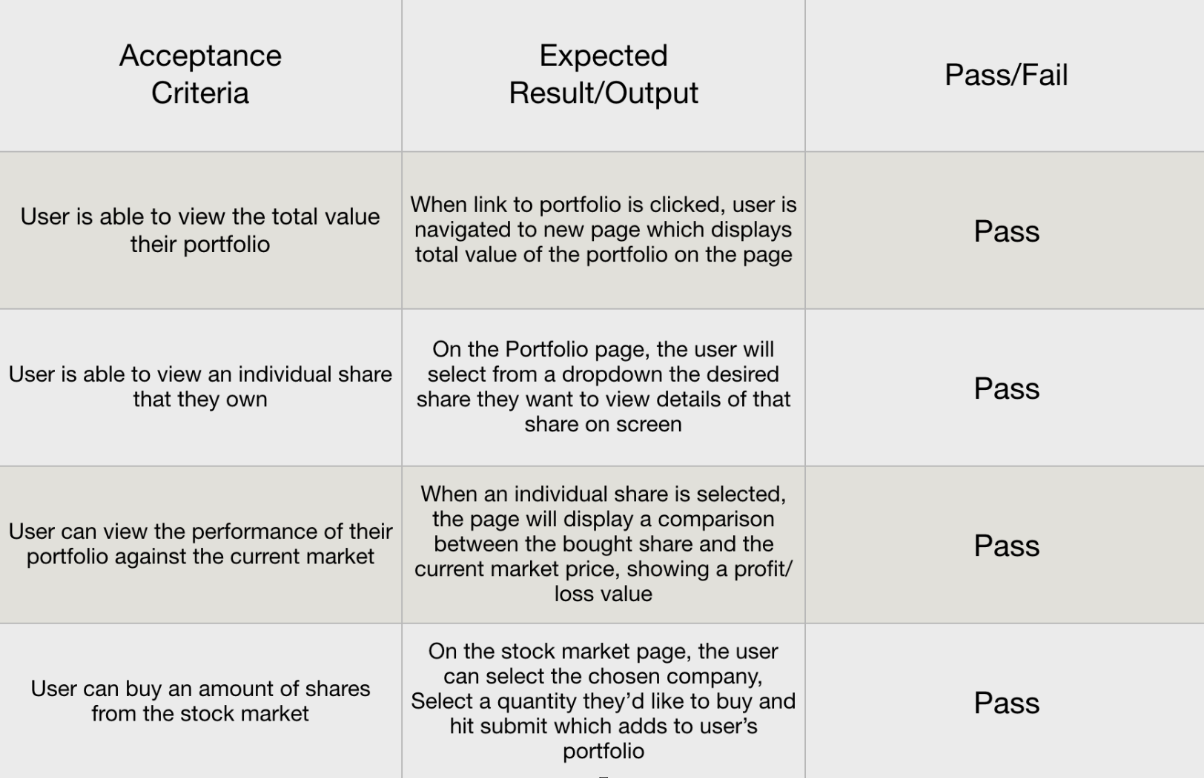 Acceptance
Criteria
Expected
Result/Output
Pass/Fail
User is able to view the total value
their portfolio
When link to portfolio is clicked, user is
navigated to new page which displays
total value of the portfolio on the page
Pass
User is able to view an individual share
that they own
On the Portfolio page, the user will
select from a dropdown the desired
share they want to view details of that
share on screen
Pass
User can view the performance of their
portfolio against the current market
When an individual share is selected,
the page will display a comparison
between the bought share and the
current market price, showing a profit/
loss value
Pass
User can buy an amount of shares
from the stock market
On the stock market page, the user
can select the chosen company,
Select a quantity they’d like to buy and
hit submit which adds to user’s
portfolio
Pass